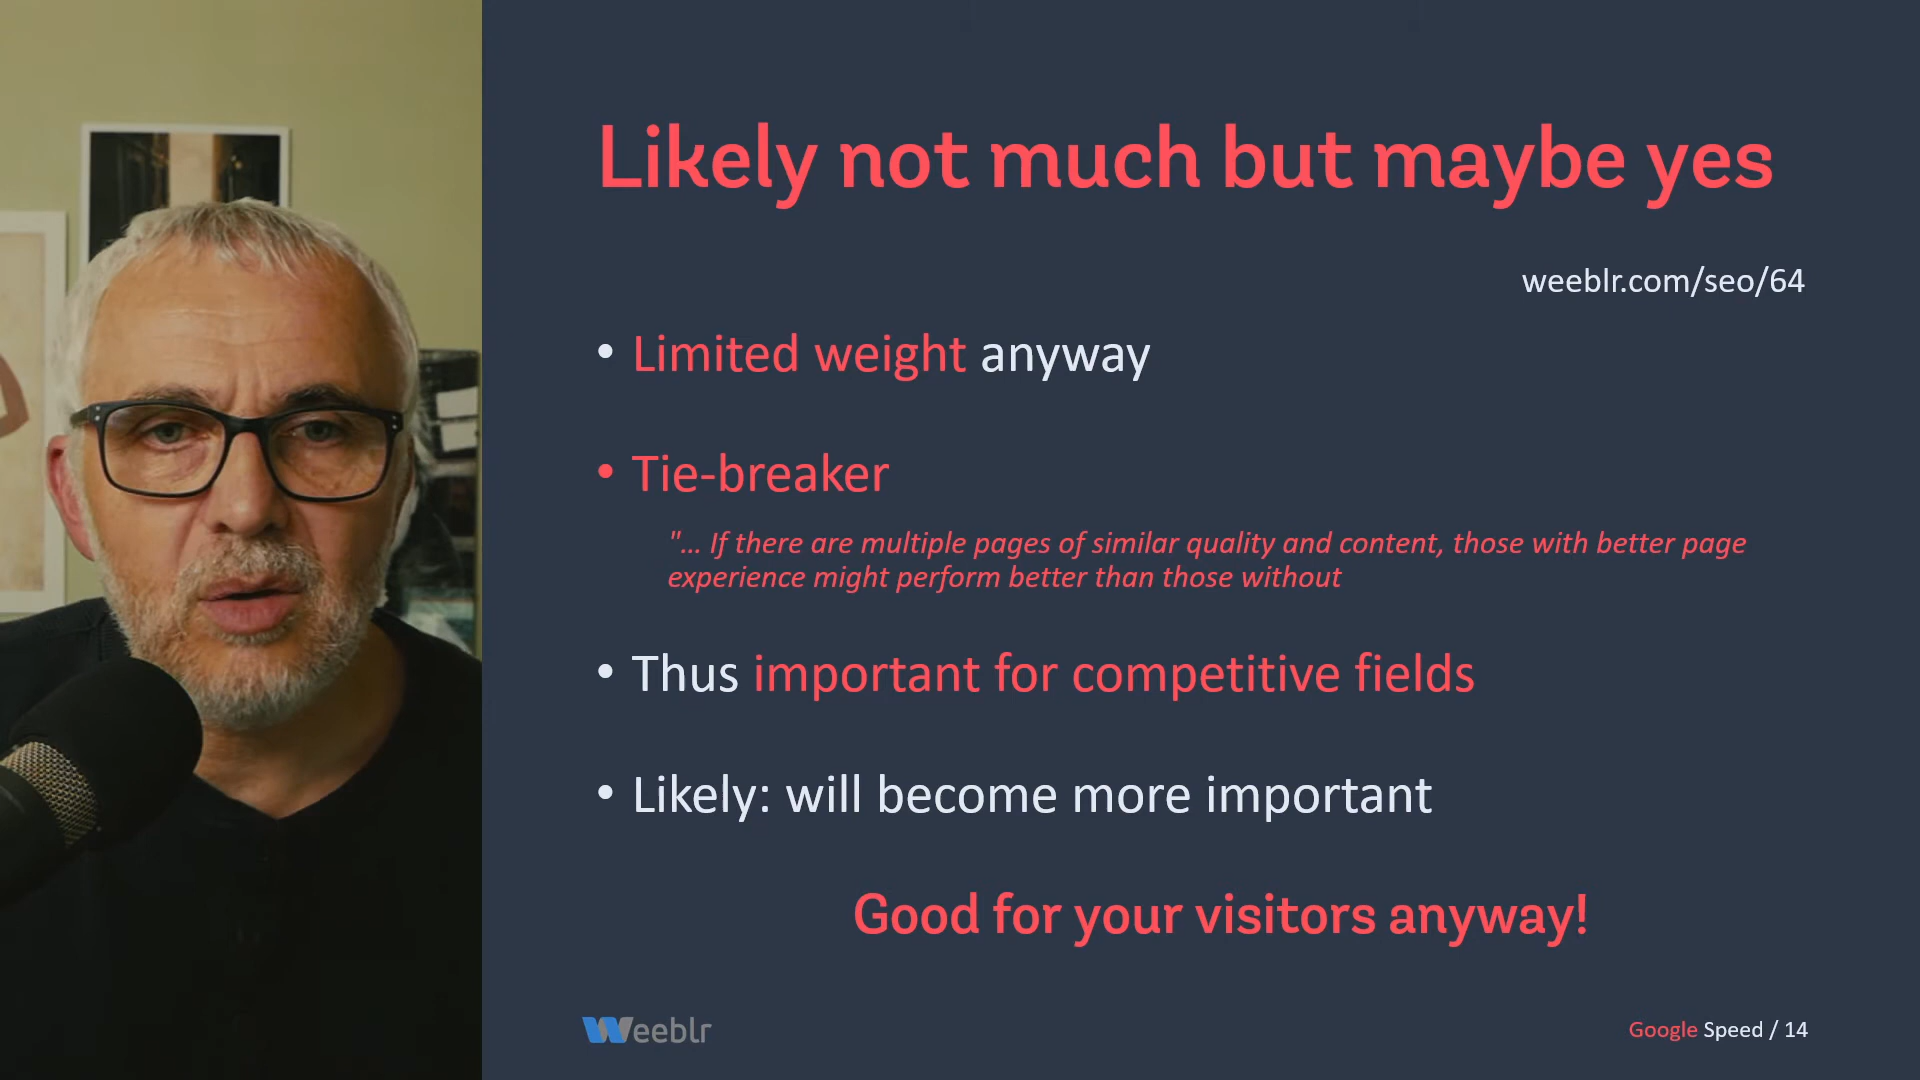 Likely not much but maybe yes
weeblr.com/seo/64
• Limited weight anyway
• Tie-breaker
"... If there are multiple pages of similar quality and content, those with better page
experience might perform better than those without
• Thus important for competitive fields
• Likely: will become more important
Good for your visitors anyway!
Weeblr
Google Speed / 14